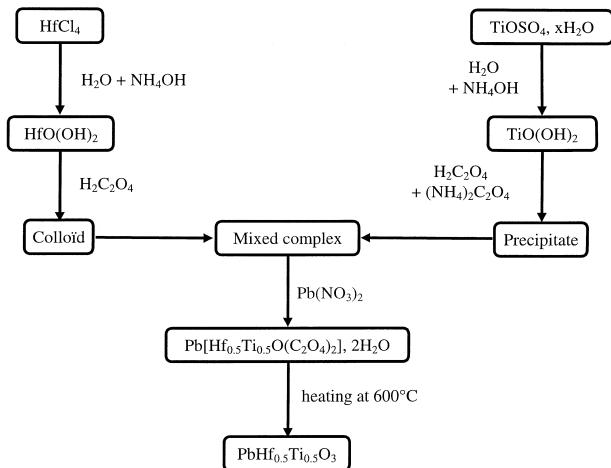 HfCl4
TiOSO4, xH2O
H2O + NH4OH
H2O
+ NH4OH
HfO(OH)2
TiO(OH)2
H2C2O4
H2C2O4
+ (NH4)2C2O4
Colloïd
Mixed complex
Precipitate
Pb(NO3)2
Pb[Hf0.5Ti0.5O(C2O4)2], 2H2O
heating at 600°C
PbHf0.5Ti0.5O3